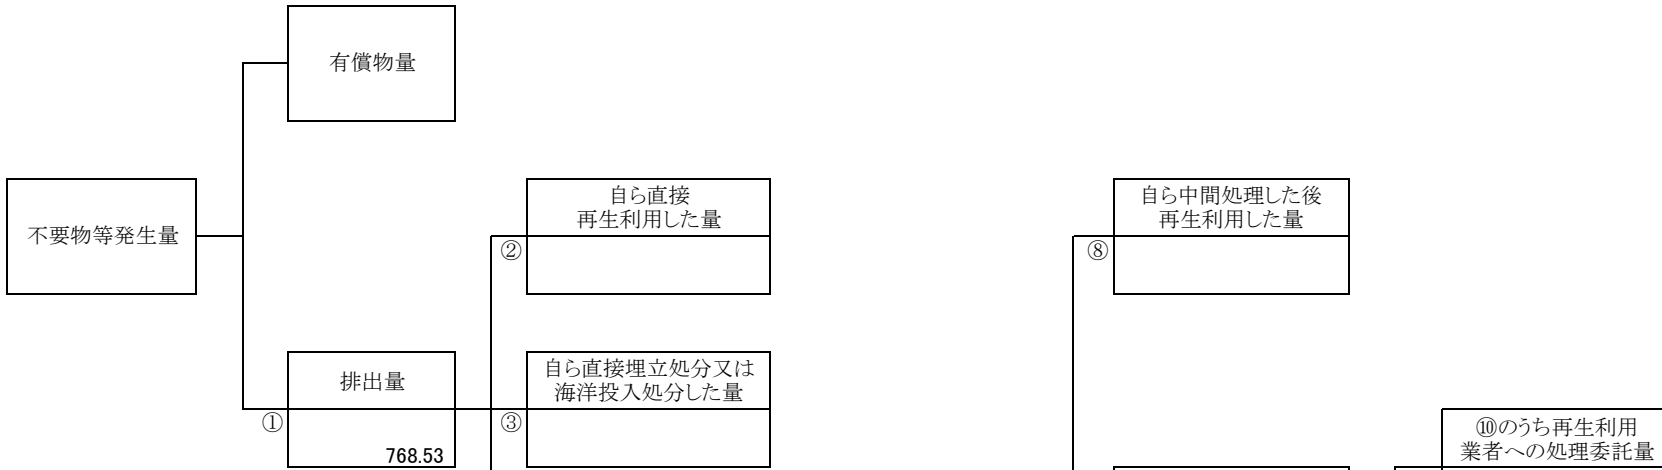 有償物量
不要物等発生量
自ら直接
再生利用した量
②
自ら中間処理した後
再生利用した量
⑧
排出量
①
768.53
自ら直接埋立処分又は
海洋投入処分した量
③
⑩のうち再生利用
業者への処理委託量